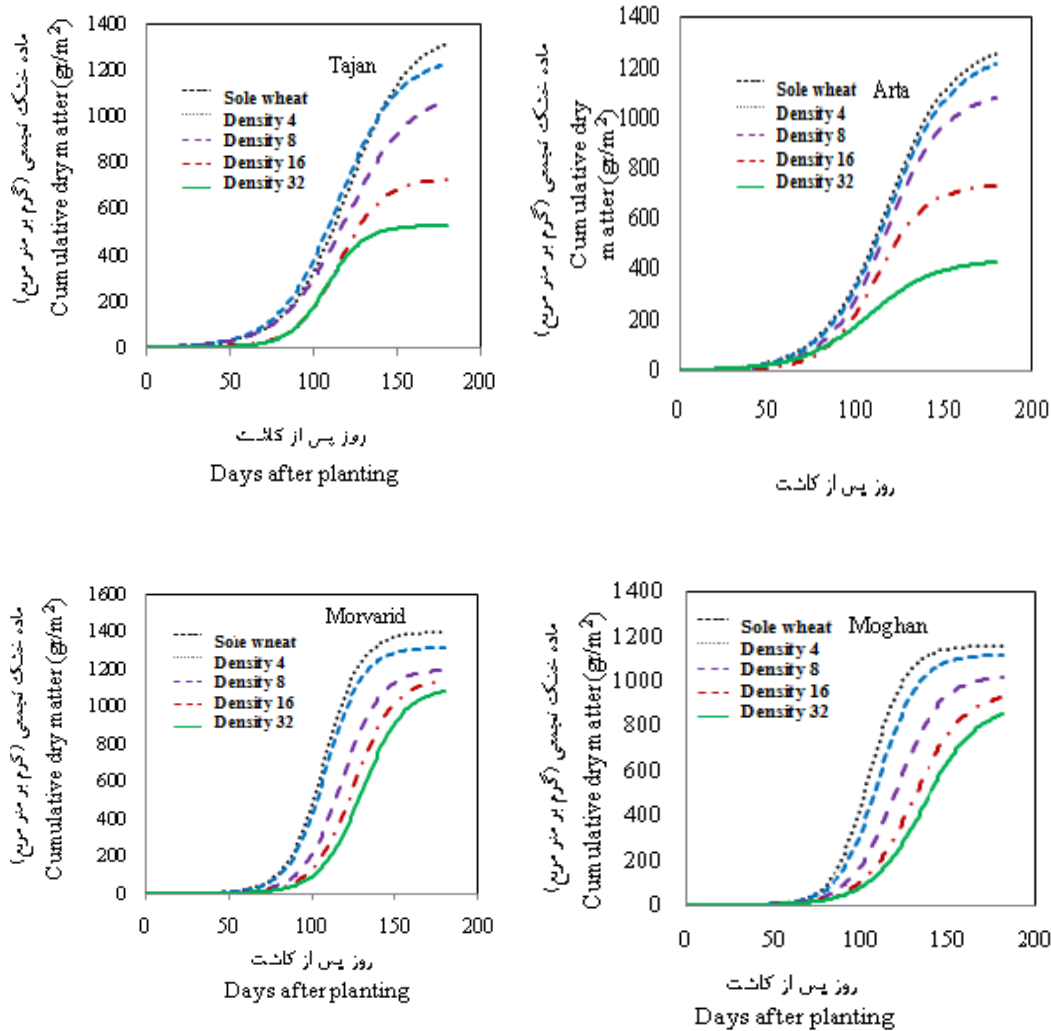 Tajan
ماده خشک تجمعی (گرم بر متر مربع)
Cumulative dry matter (gr/m²)
1400
1200
1000
800
600
400
200
0
Sole wheat
Density 4
Density 8
Density 16
Density 32
0 50 100 150 200
روز پس از کاشت
Days after planting
Arta
ماده خشک تجمعی (گرم بر متر مربع)
Cumulative dry
matter (gr/m²)
1400
1200
1000
800
600
400
200
0
Sole wheat
Density 4
Density 8
Density 16
Density 32
0 50 100 150 200
روز پس از کاشت
Morvarid
ماده خشک تجمعی (گرم بر متر مربع)
Cumulative dry matter (gr/m²)
1600
1400
1200
1000
800
600
400
200
0
Sole wheat
Density 4
Density 8
Density 16
Density 32
0 50 100 150 200
روز پس از کاشت
Days after planting
Moghan
ماده خشک تجمعی (گرم بر متر مربع)
Cumulative dry matter (gr/m²)
1400
1200
1000
800
600
400
200
0
Sole wheat
Density 4
Density 8
Density 16
Density 32
0 50 100 150 200
روز پس از کاشت
Days after planting